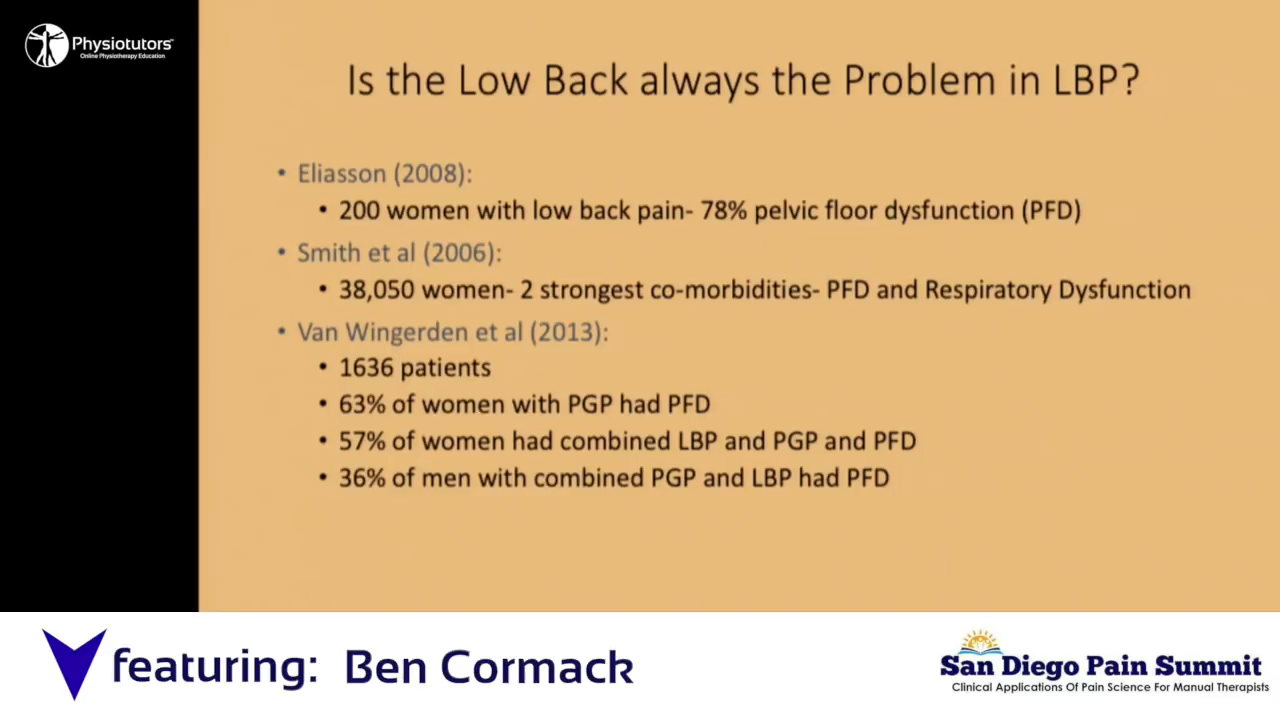 Physiotutors™
Online Physiotherapy Education
Is the Low Back always the Problem in LBP?
• Eliasson (2008):
• 200 women with low back pain- 78% pelvic floor dysfunction (PFD)
• Smith et al (2006):
• 38,050 women- 2 strongest co-morbidities- PFD and Respiratory Dysfunction
• Van Wingerden et al (2013):
• 1636 patients
• 63% of women with PGP had PFD
• 57% of women had combined LBP and PGP and PFD
• 36% of men with combined PGP and LBP had PFD
featuring: Ben Cormack
San Diego Pain Summit
Clinical Applications Of Pain Science For Manual Therapists